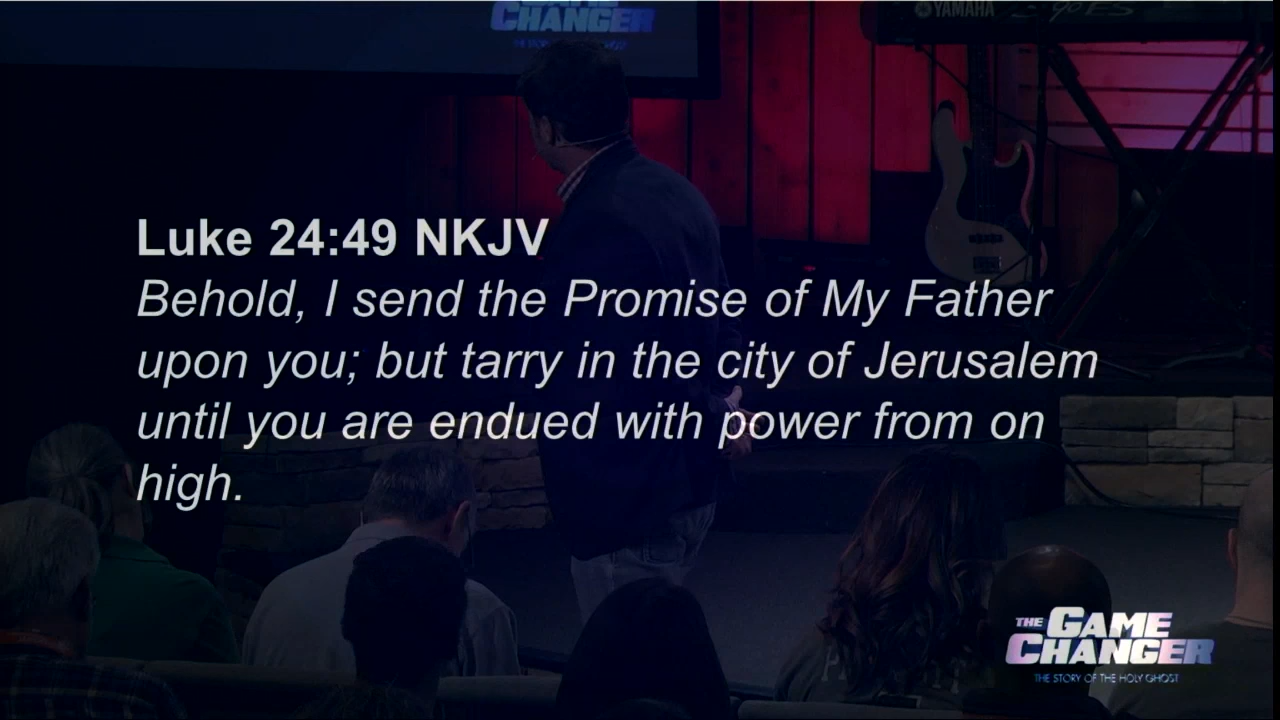 GAME
CHANGER
YAMAHA
Luke 24:49 NKJV
Behold, I send the Promise of My Father
upon you; but tarry in the city of Jerusalem
until you are endued with power from on
high.
THE GAME
CHANGER
THE STORY OF THE HOLY GHOST